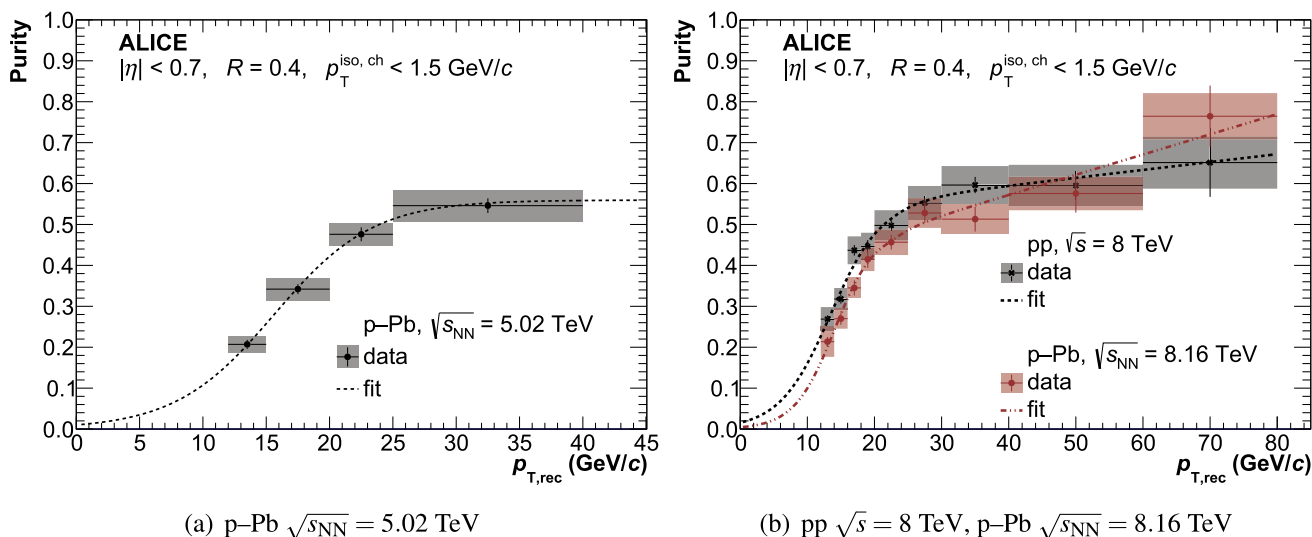 ALICE
|η| < 0.7, R = 0.4, p_T^{iso, ch} < 1.5 GeV/c
Purity
1.0
0.9
0.8
0.7
0.6
0.5
0.4
0.3
0.2
0.1
0.0
p–Pb, √s_NN = 5.02 TeV
data
fit
0 5 10 15 20 25 30 35 40 45
p_T,rec (GeV/c)
(a) p–Pb √s_NN = 5.02 TeV
ALICE
|η| < 0.7, R = 0.4, p_T^{iso, ch} < 1.5 GeV/c
Purity
1.0
0.9
0.8
0.7
0.6
0.5
0.4
0.3
0.2
0.1
0.0
pp, √s = 8 TeV
data
fit
p–Pb, √s_NN = 8.16 TeV
data
fit
0 10 20 30 40 50 60 70 80
p_T,rec (GeV/c)
(b) pp √s = 8 TeV, p–Pb √s_NN = 8.16 TeV